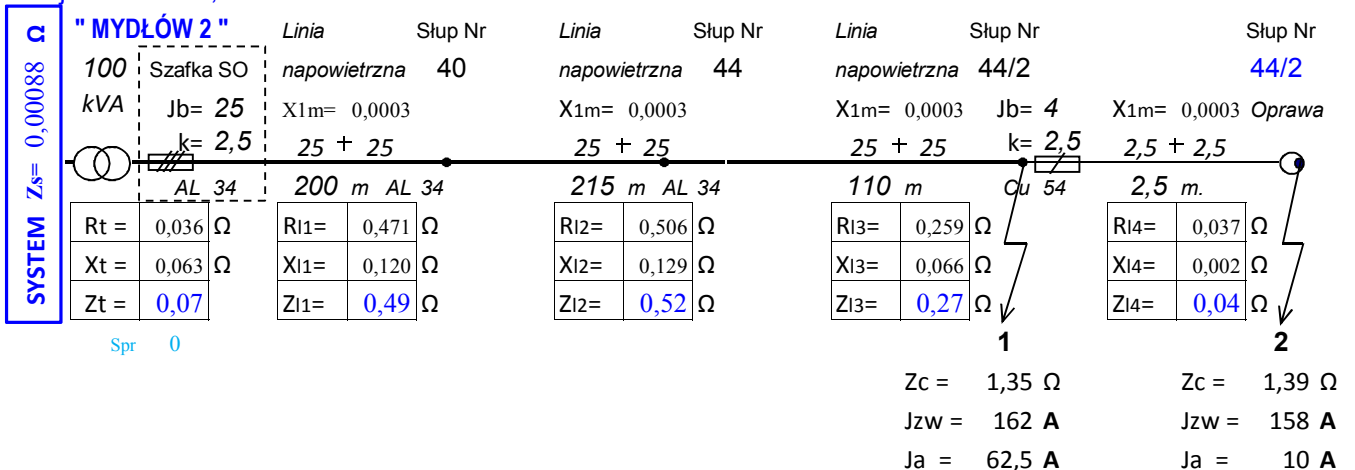 SYSTEM Zs= 0,00088 Ω
" MYDŁÓW 2 " Linia Słup Nr Linia Słup Nr Linia Słup Nr Słup Nr
100 Szafka SO napowietrzna 40 napowietrzna 44 napowietrzna 44/2 44/2
kVA Jb= 25 X1m= 0,0003 X1m= 0,0003 X1m= 0,0003 Jb= 4 X1m= 0,0003 Oprawa
k= 2,5 25 + 25 25 + 25 25 + 25 k= 2,5 2,5 + 2,5
AL 34 200 m AL 34 215 m AL 34 110 m Cu 54 2,5 m.
Rt = 0,036 Ω Rl1= 0,471 Ω Rl2= 0,506 Ω Rl3= 0,259 Ω Rl4= 0,037 Ω
Xt = 0,063 Ω Xl1= 0,120 Ω Xl2= 0,129 Ω Xl3= 0,066 Ω Xl4= 0,002 Ω
Zt = 0,07 Zl1= 0,49 Ω Zl2= 0,52 Ω Zl3= 0,27 Ω Zl4= 0,04 Ω
Spr 0 1 2
Zc = 1,35 Ω Zc = 1,39 Ω
Jzw = 162 A Jzw = 158 A
Ja = 62,5 A Ja = 10 A